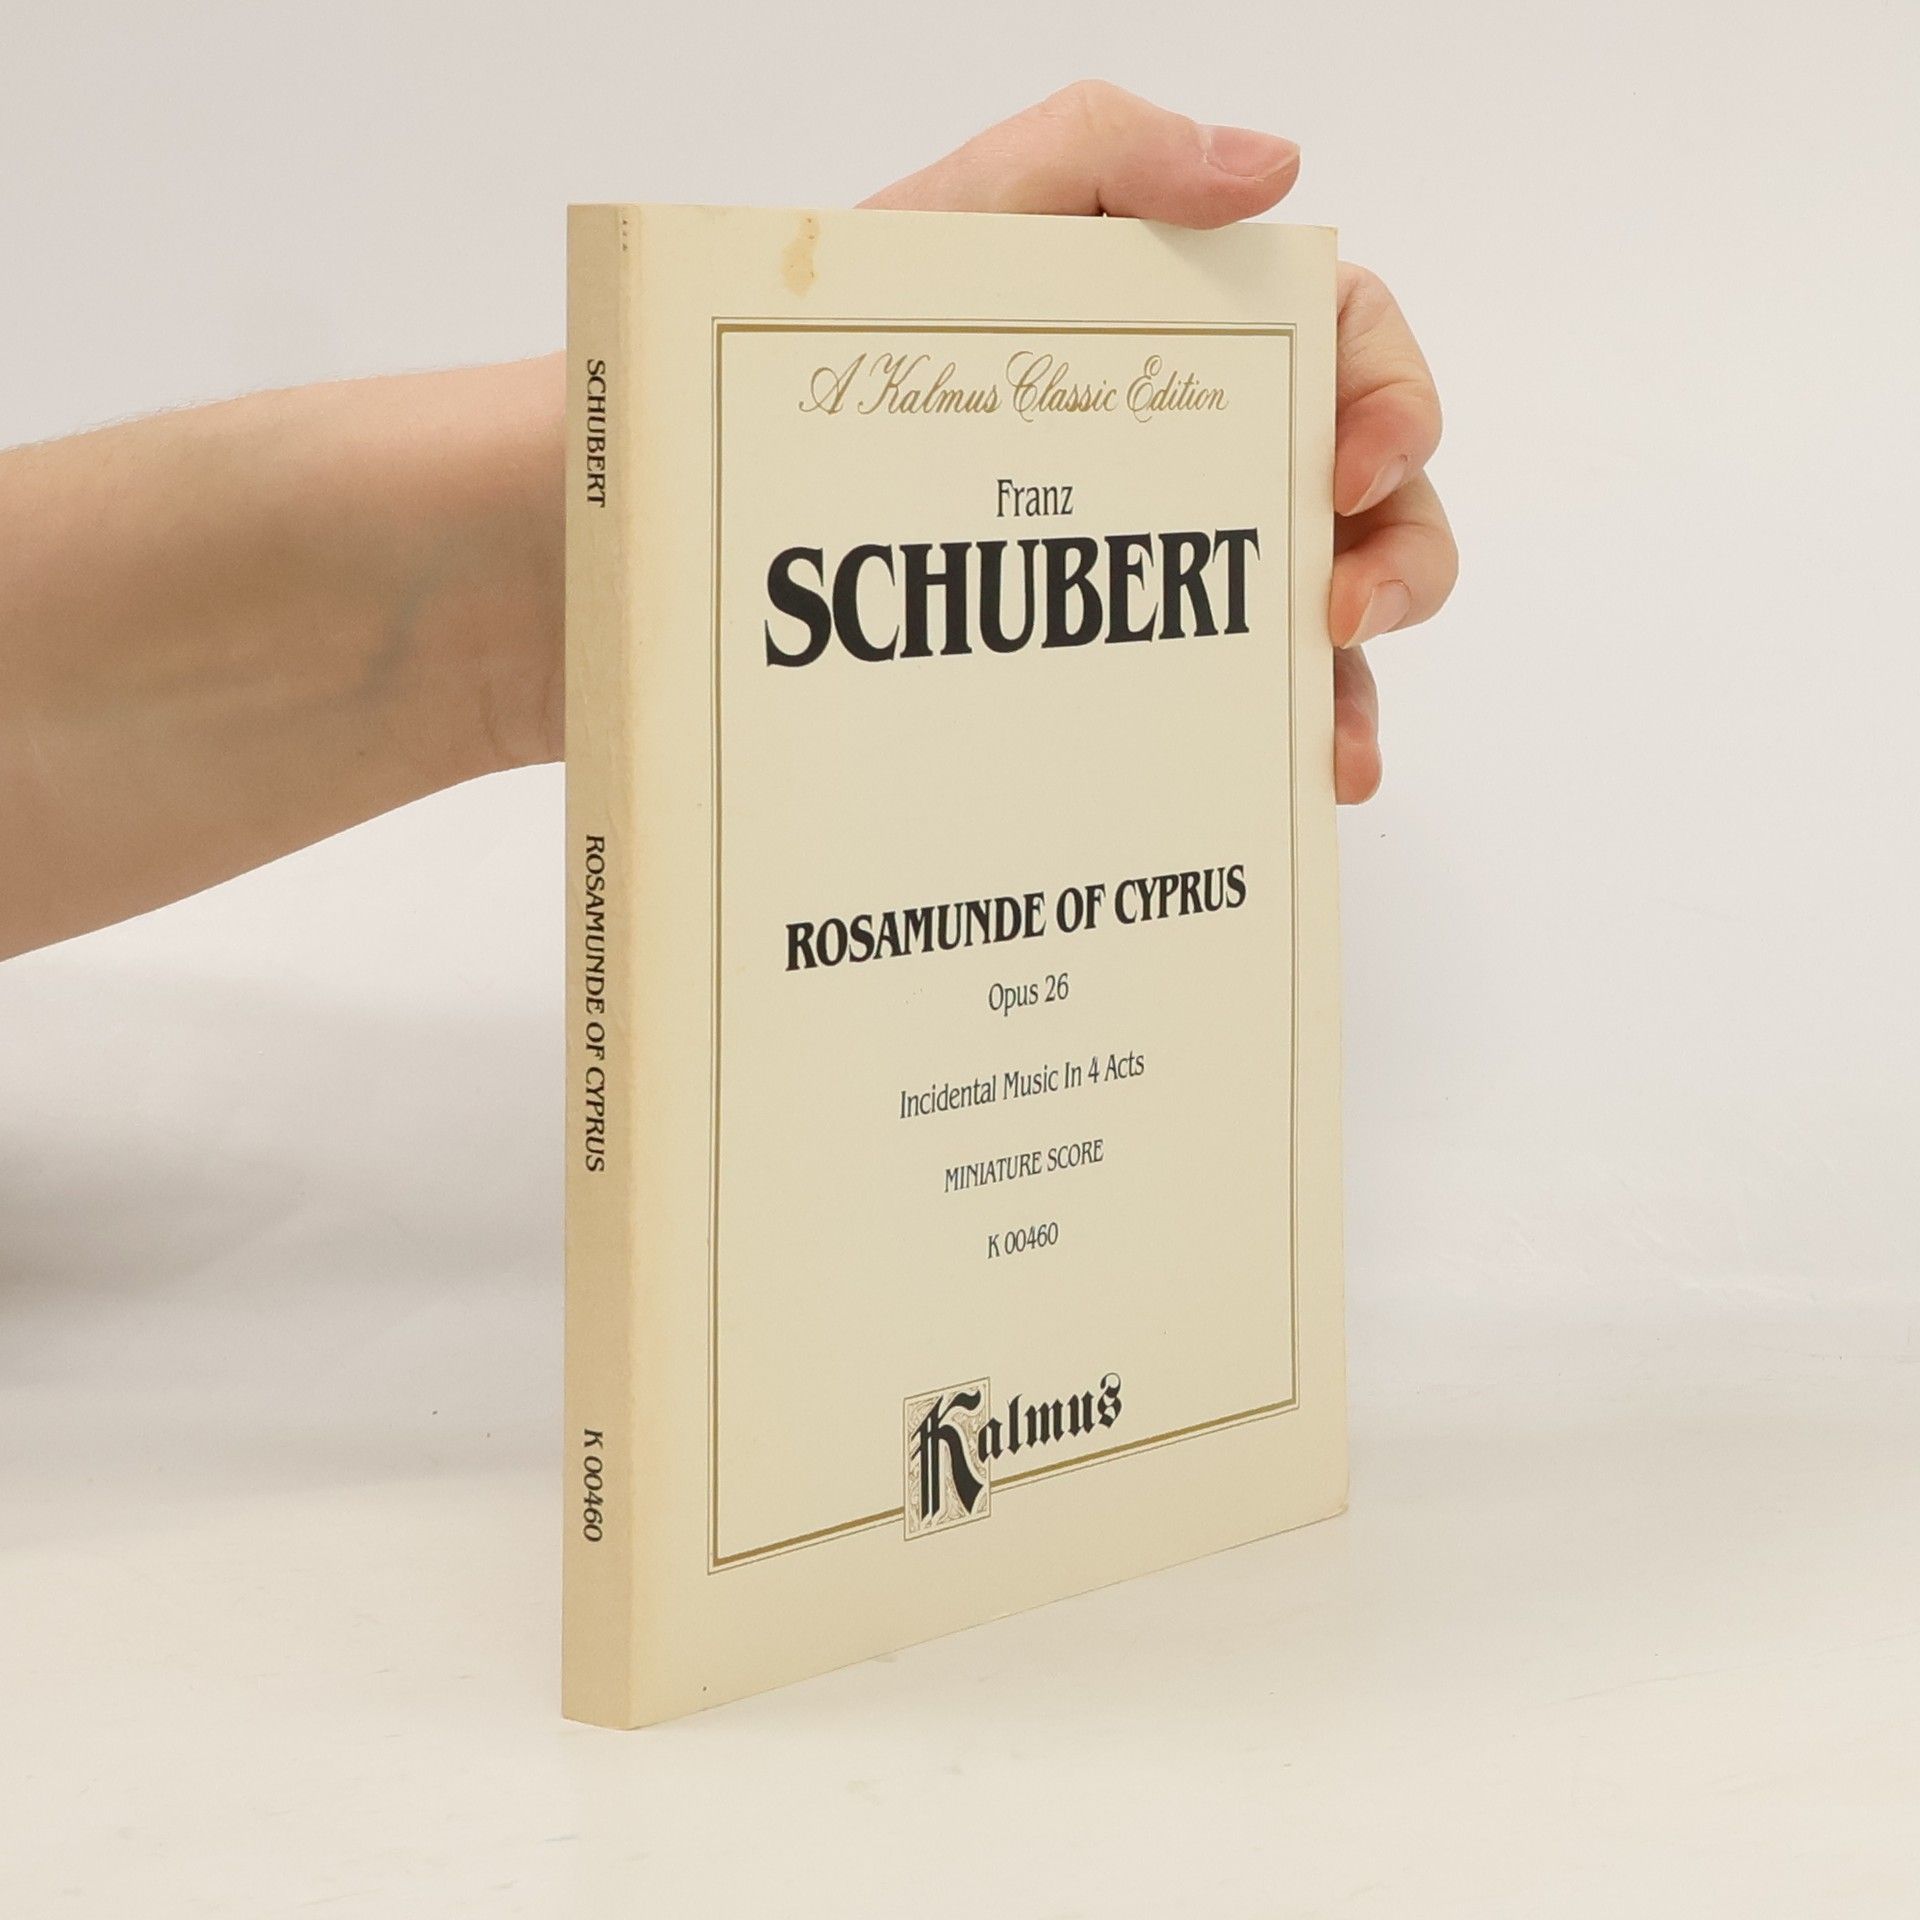 SCHUBERT
ROSAMUNDE OF CYPRUS
K 00460
A Kalmus Classic Edition
Franz
SCHUBERT
ROSAMUNDE OF CYPRUS
Opus 26
Incidental Music In 4 Acts
MINIATURE SCORE
K 00460
Kalmus